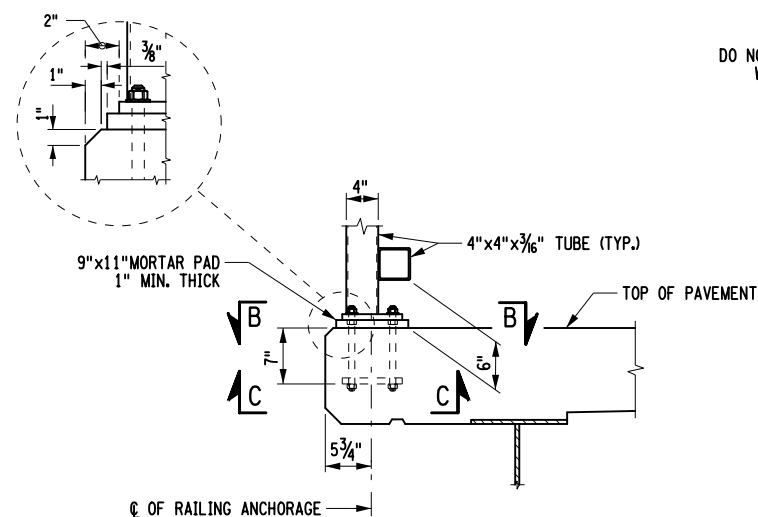 2"
3/8"
1"
1"
DO NO
4"
4"x4"x3/16" TUBE (TYP.)
9"x11"MORTAR PAD
1" MIN. THICK
TOP OF PAVEMENT
B
B
7"
6"
C
C
5 3/4"
℄ OF RAILING ANCHORAGE